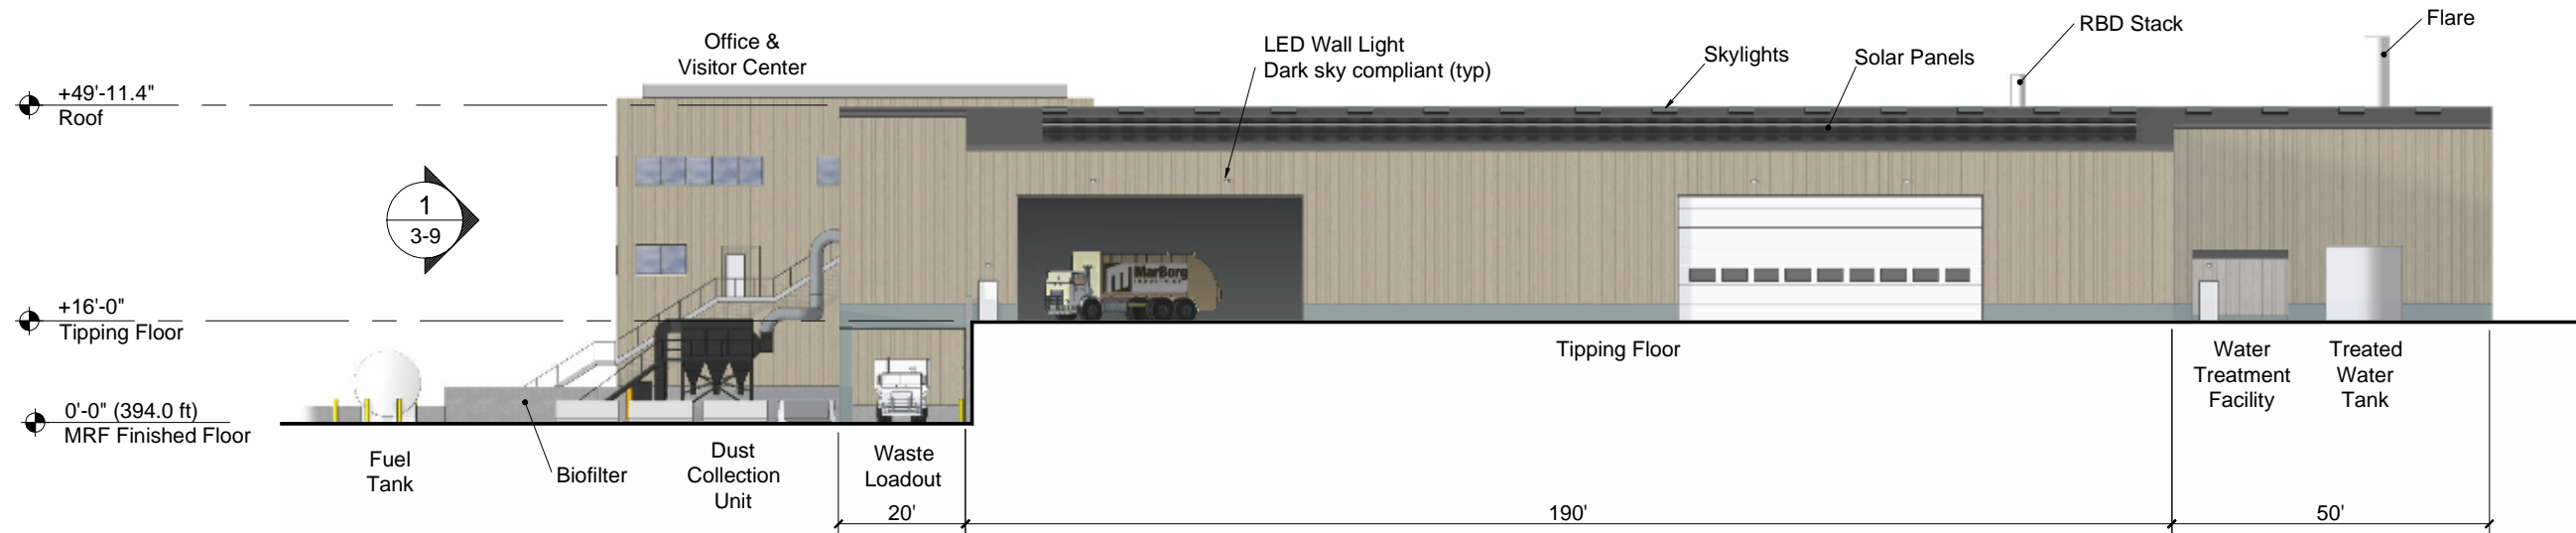 Office &
Visitor Center
LED Wall Light
Dark sky compliant (typ)
Skylights
Solar Panels
RBD Stack
Flare
+49'-11.4"
Roof
1
3-9
+16'-0"
Tipping Floor
0'-0" (394.0 ft)
MRF Finished Floor
MarBorg
INDUSTRIES
Fuel
Tank
Biofilter
Dust
Collection
Unit
Waste
Loadout
Tipping Floor
Water
Treatment
Facility
Treated
Water
Tank
20'
190'
50'